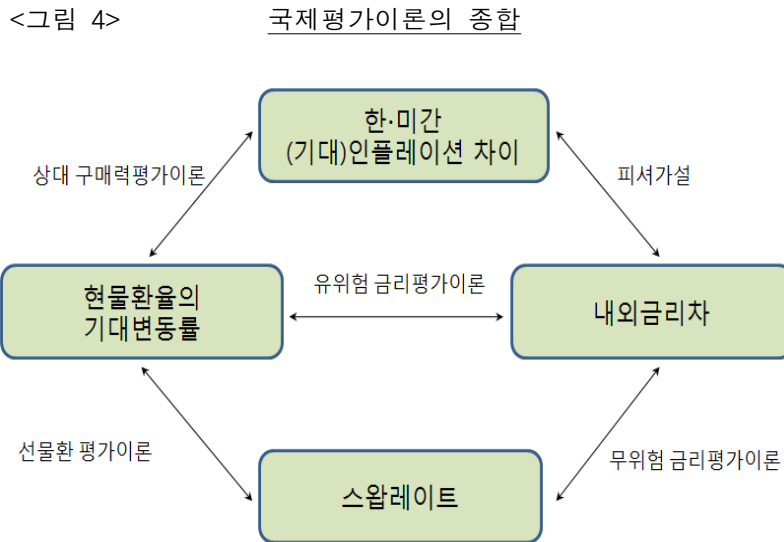 <그림 4>
국제평가이론의 종합
한·미간
(기대)인플레이션 차이
상대 구매력평가이론
피셔가설
현물환율의
기대변동률
유위험 금리평가이론
내외금리차
선물환 평가이론
무위험 금리평가이론
스왑레이트